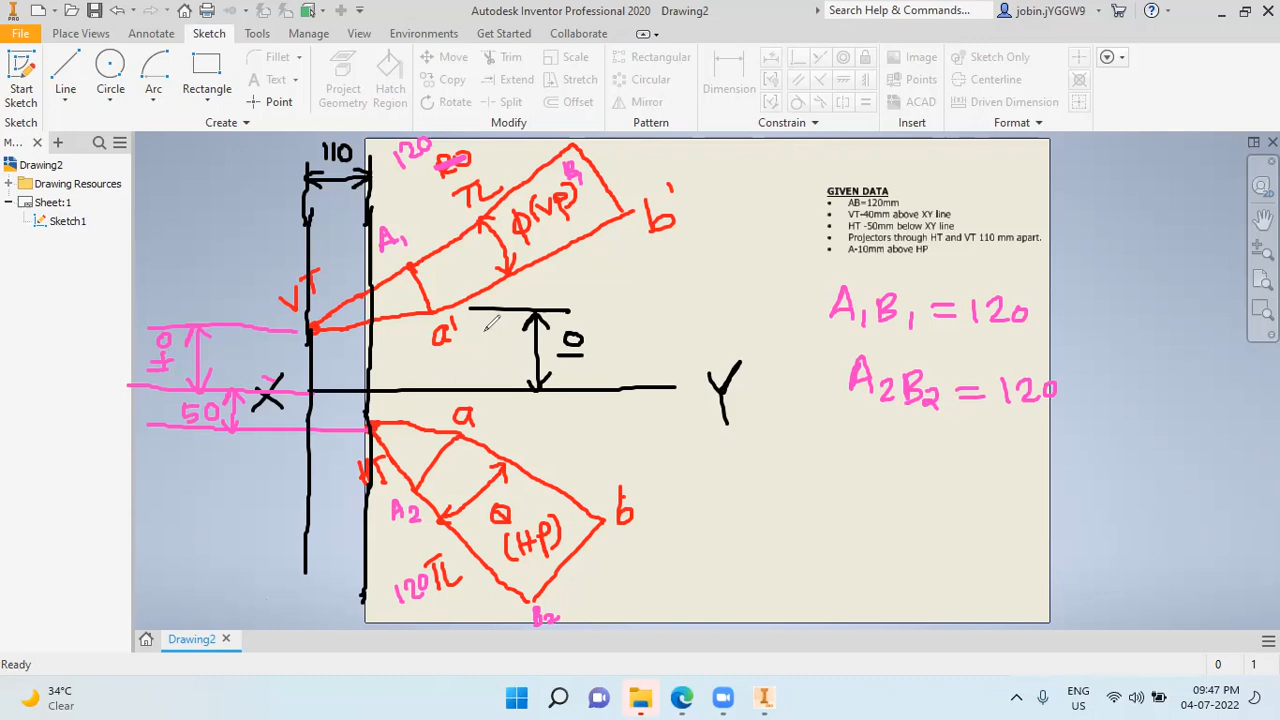 Autodesk Inventor Professional 2020 Drawing2
Search Help & Commands...
jobin.jYGGW9
File Place Views Annotate Sketch Tools Manage View Environments Get Started Collaborate
Start Sketch
Line
Circle
Arc
Rectangle
Fillet
Text
Point
Project Geometry
Hatch Region
Move
Copy
Rotate
Trim
Extend
Split
Scale
Stretch
Offset
Rectangular
Circular
Mirror
Dimension
Image
Points
ACAD
Sketch Only
Centerline
Driven Dimension
Sketch
Create
Modify
Pattern
Constrain
Insert
Format
M...
Drawing2
Drawing Resources
Sheet:1
Sketch1
110
120
TL
B1
φ(VP)
b'
A1
VT
a'
10
40
50
X
Y
a
HT
A2
θ
(HP)
b
120 TL
B2
GIVEN DATA
AB=120mm
VT-40mm above XY line
HT -50mm below XY line
Projectors through HT and VT 110 mm apart.
A-10mm above HP
A1B1 = 120
A2B2 = 120
Drawing2
Ready
0 1
34°C
Clear
ENG
US
09:47 PM
04-07-2022